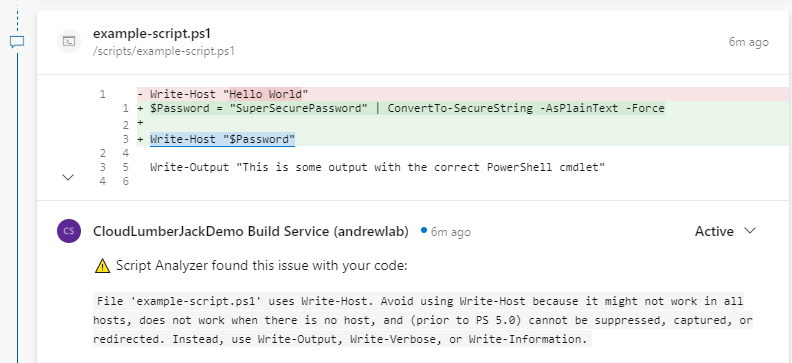 example-script.ps1
/scripts/example-script.ps1
6m ago
1 - Write-Host "Hello World"
1 + $Password = "SuperSecurePassword" | ConvertTo-SecureString -AsPlainText -Force
2 +
3 + Write-Host "$Password"
2 4
3 5 Write-Output "This is some output with the correct PowerShell cmdlet"
4 6
CS CloudLumberJackDemo Build Service (andrewlab) 6m ago Active
Script Analyzer found this issue with your code:
File 'example-script.ps1' uses Write-Host. Avoid using Write-Host because it might not work in all
hosts, does not work when there is no host, and (prior to PS 5.0) cannot be suppressed, captured, or
redirected. Instead, use Write-Output, Write-Verbose, or Write-Information.